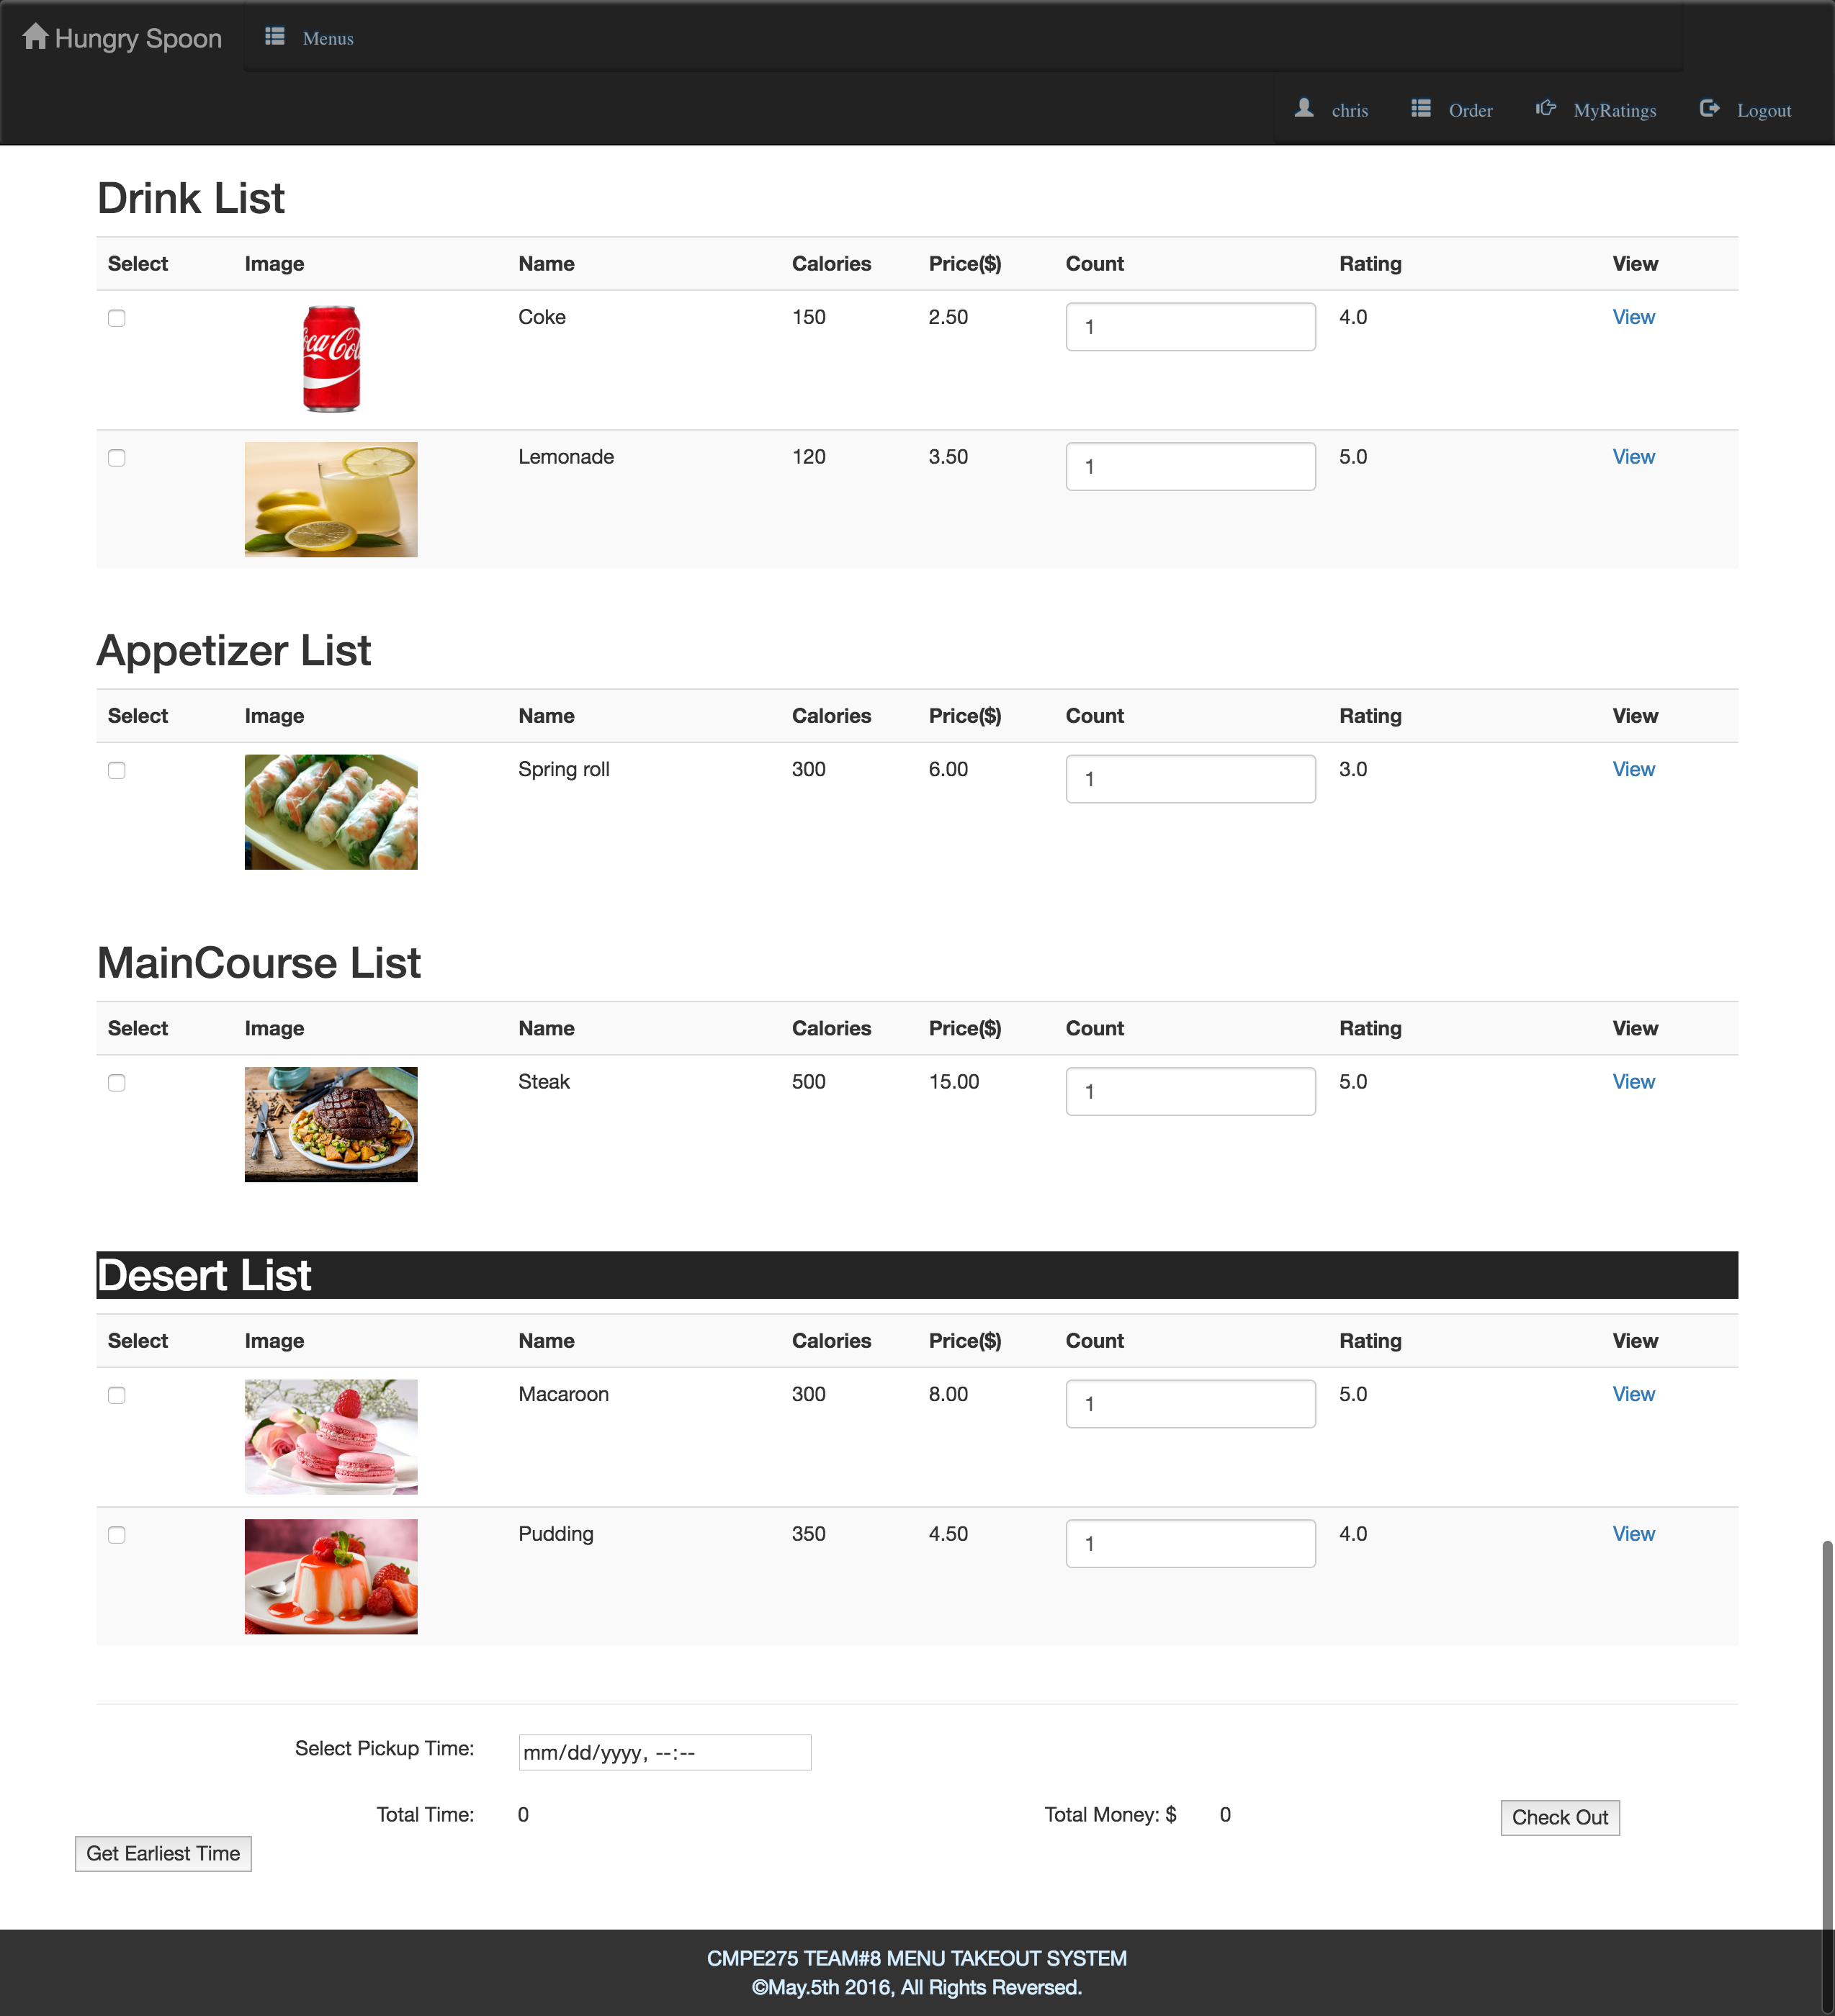 Hungry Spoon Menus
chris Order MyRatings Logout
Drink List
Select Image Name Calories Price($) Count Rating View
Coke 150 2.50 1 4.0 View
Lemonade 120 3.50 1 5.0 View
Appetizer List
Select Image Name Calories Price($) Count Rating View
Spring roll 300 6.00 1 3.0 View
MainCourse List
Select Image Name Calories Price($) Count Rating View
Steak 500 15.00 1 5.0 View
Desert List
Select Image Name Calories Price($) Count Rating View
Macaroon 300 8.00 1 5.0 View
Pudding 350 4.50 1 4.0 View
Select Pickup Time: mm/dd/yyyy, --:--
Total Time: 0 Total Money: $ 0 Check Out
Get Earliest Time
CMPE275 TEAM#8 MENU TAKEOUT SYSTEM
©May.5th 2016, All Rights Reversed.